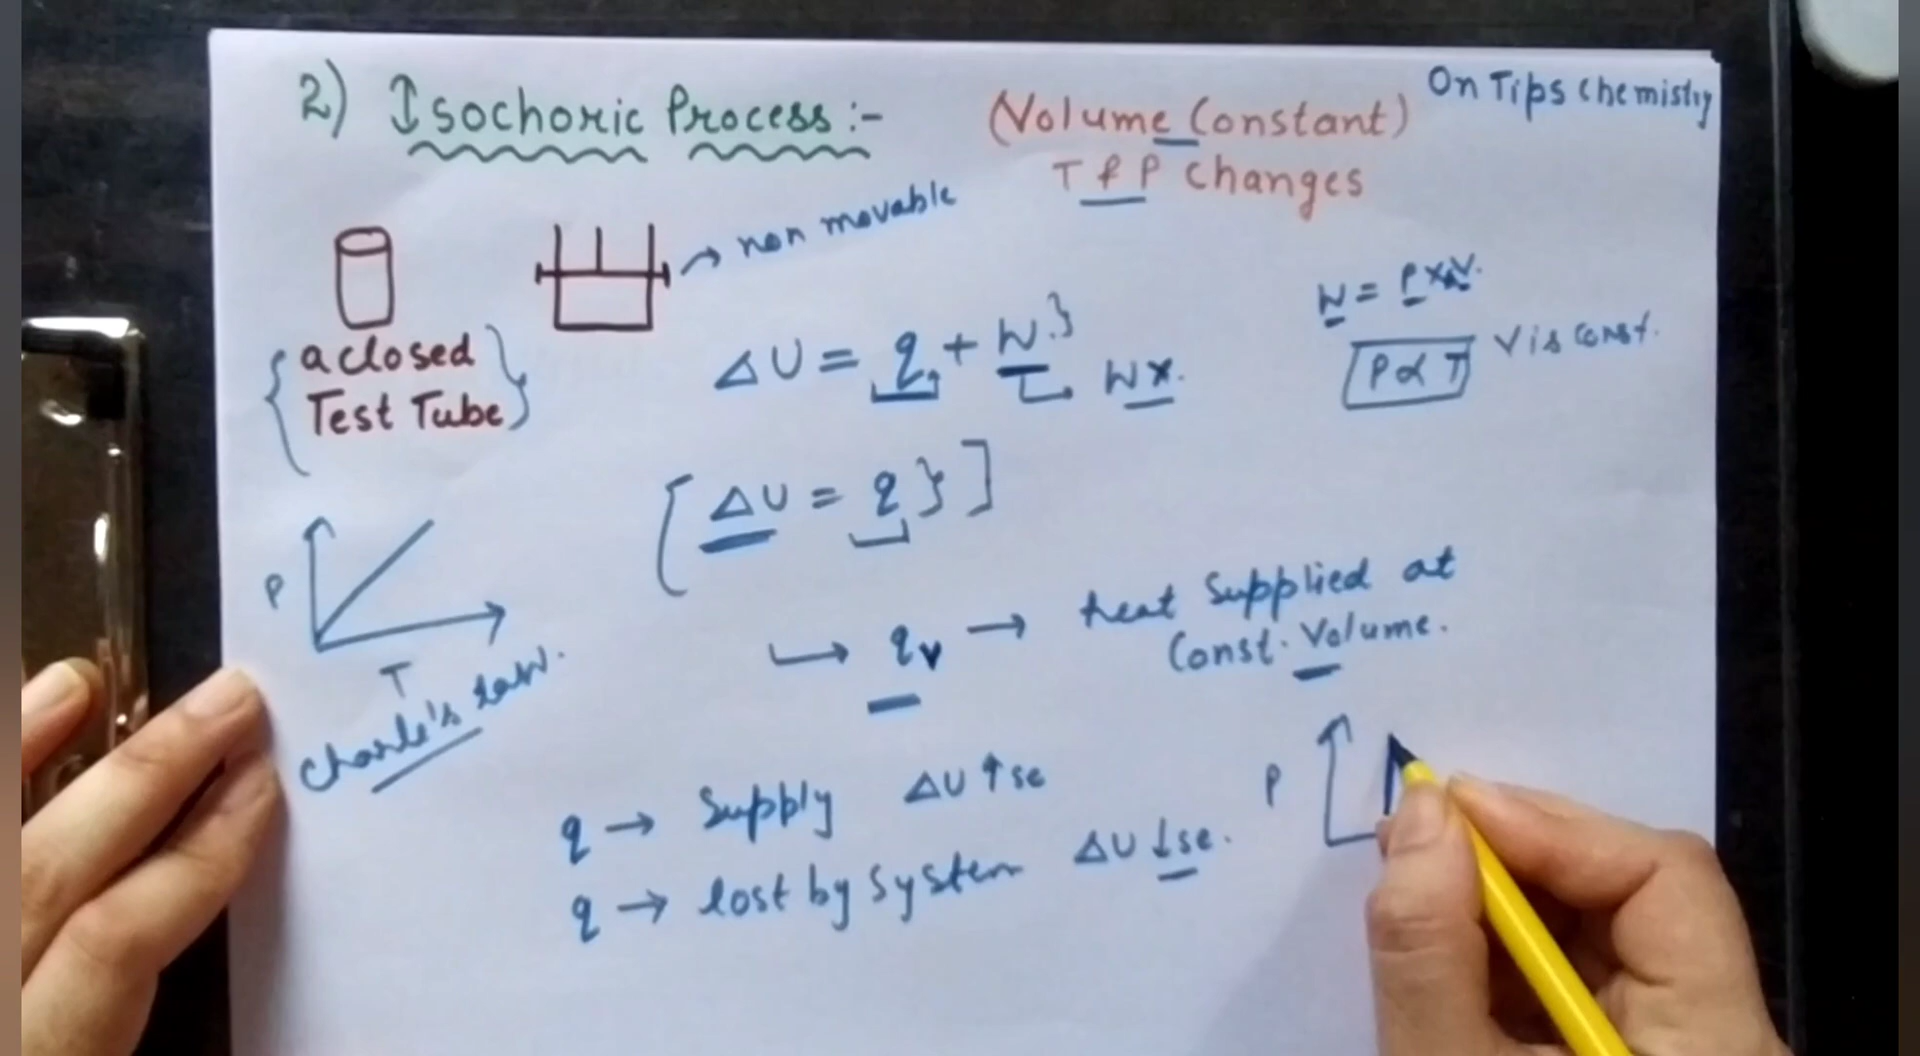 2) Isochoric Process :-
(Volume Constant)
On Tips Chemistry
T & P Changes
non movable
a closed
Test Tube
ΔU = q + W
W x.
W = P x V.
P α T V is const.
ΔU = q
P
T
Charle's Law.
qv → heat supplied at
Const. Volume.
q → Supply ΔU ↑se
q → lost by System ΔU ↓se.
P